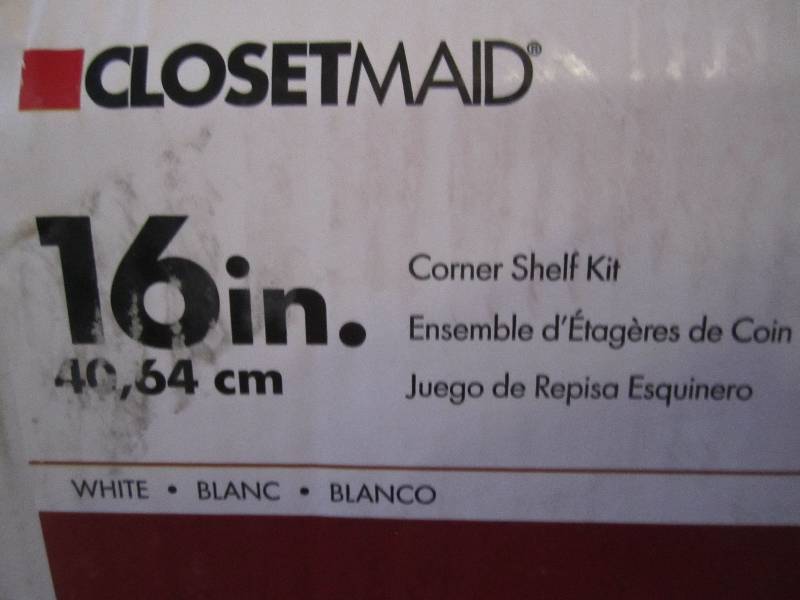 CLOSETMAID®
16in.
40,64 cm
Corner Shelf Kit
Ensemble d'Étagères de Coin
Juego de Repisa Esquinero
WHITE • BLANC • BLANCO